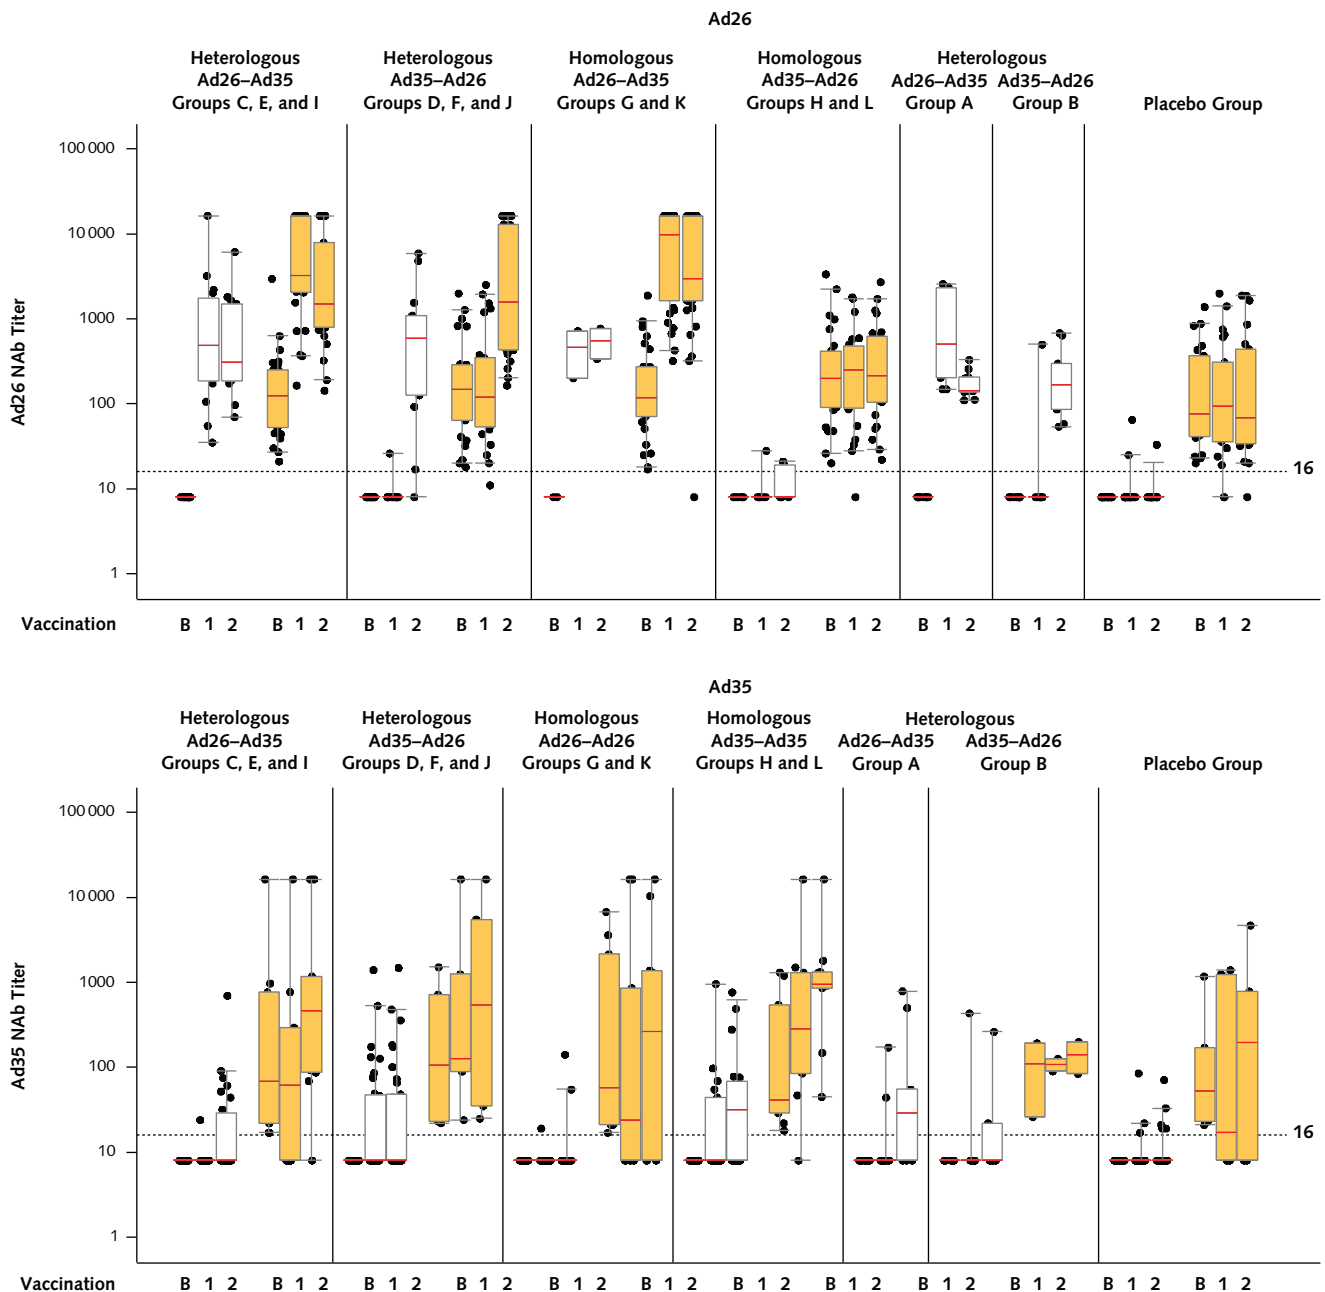 Ad26
Heterologous Heterologous Homologous Homologous Heterologous
Ad26–Ad35 Ad35–Ad26 Ad26–Ad35 Ad35–Ad26 Ad26–Ad35 Ad35–Ad26
Groups C, E, and I Groups D, F, and J Groups G and K Groups H and L Group A Group B Placebo Group
100 000
10 000
1000
100
10
1
Ad26 NAb Titer
16
Vaccination B 1 2 B 1 2 B 1 2 B 1 2 B 1 2 B 1 2 B 1 2 B 1 2 B 1 2 B 1 2 B 1 2 B 1 2
Ad35
Heterologous Heterologous Homologous Homologous Heterologous
Ad26–Ad35 Ad35–Ad26 Ad26–Ad26 Ad35–Ad35 Ad26–Ad35 Ad35–Ad26
Groups C, E, and I Groups D, F, and J Groups G and K Groups H and L Group A Group B Placebo Group
100 000
10 000
1000
100
10
1
Ad35 NAb Titer
16
Vaccination B 1 2 B 1 2 B 1 2 B 1 2 B 1 2 B 1 2 B 1 2 B 1 2 B 1 2 B 1 2 B 1 2 B 1 2